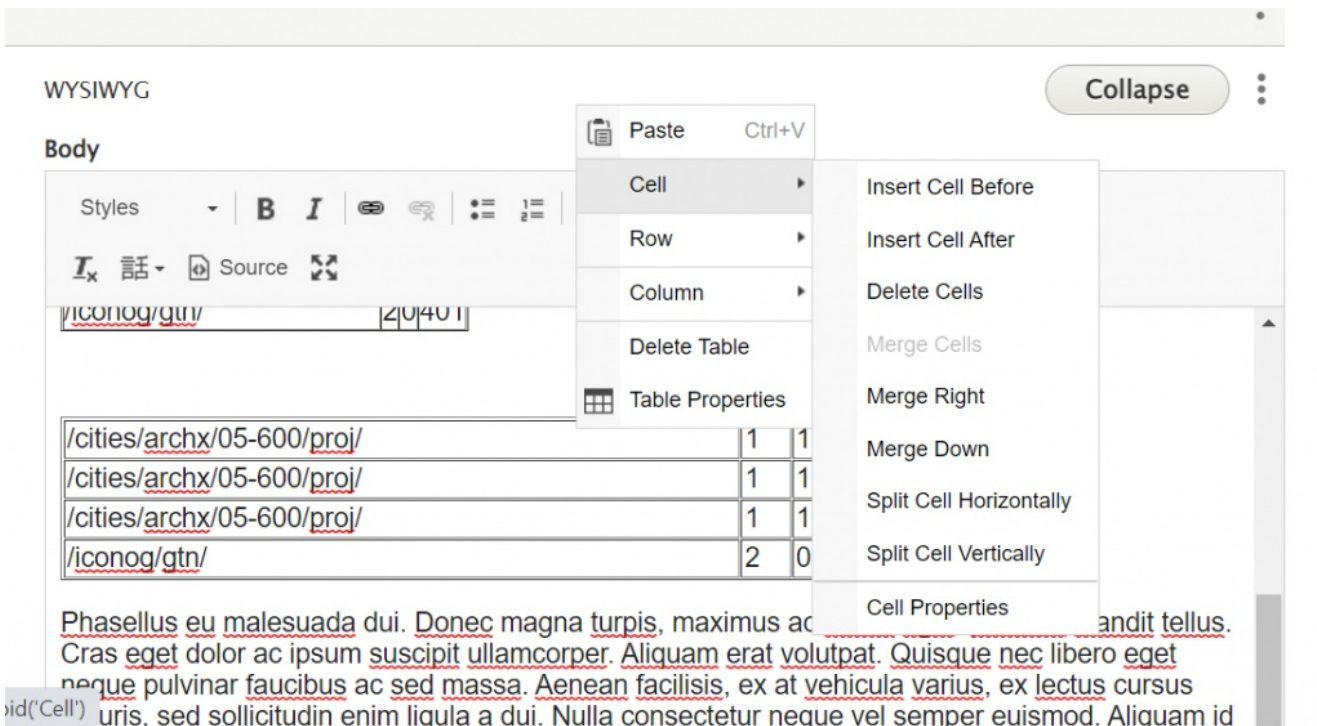 WYSIWYG
Collapse
Body
Styles
B I
話
Source
Paste Ctrl+V
Cell
Row
Column
Delete Table
Table Properties
Insert Cell Before
Insert Cell After
Delete Cells
Merge Cells
Merge Right
Merge Down
Split Cell Horizontally
Split Cell Vertically
Cell Properties
/iconog/gtn/ 2 0 401
/cities/archx/05-600/proj/ 1 1
/cities/archx/05-600/proj/ 1 1
/cities/archx/05-600/proj/ 1 1
/iconog/gtn/ 2 0
Phasellus eu malesuada dui. Donec magna turpis, maximus ac andit tellus.
Cras eget dolor ac ipsum suscipit ullamcorper. Aliquam erat volutpat. Quisque nec libero eget
neque pulvinar faucibus ac sed massa. Aenean facilisis, ex at vehicula varius, ex lectus cursus
uris, sed sollicitudin enim ligula a dui. Nulla consectetur neque vel semper euismod. Aliquam id
id('Cell')